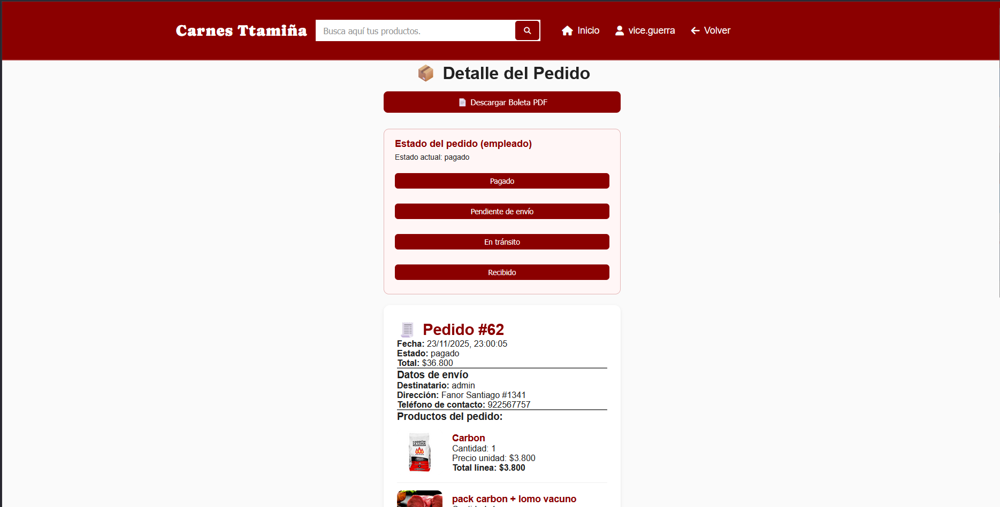 Carnes Ttamiña
Busca aquí tus productos.
Inicio
vice.guerra
Volver
Detalle del Pedido
Descargar Boleta PDF
Estado del pedido (empleado)
Estado actual: pagado
Pagado
Pendiente de envío
En tránsito
Recibido
Pedido #62
Fecha: 23/11/2025, 23:00:05
Estado: pagado
Total: $36.800
Datos de envío
Destinatario: admin
Dirección: Fanor Santiago #1341
Teléfono de contacto: 922567757
Productos del pedido:
CARBÓN
LA LOMA
Carbon
Cantidad: 1
Precio unidad: $3.800
Total línea: $3.800
pack carbon + lomo vacuno